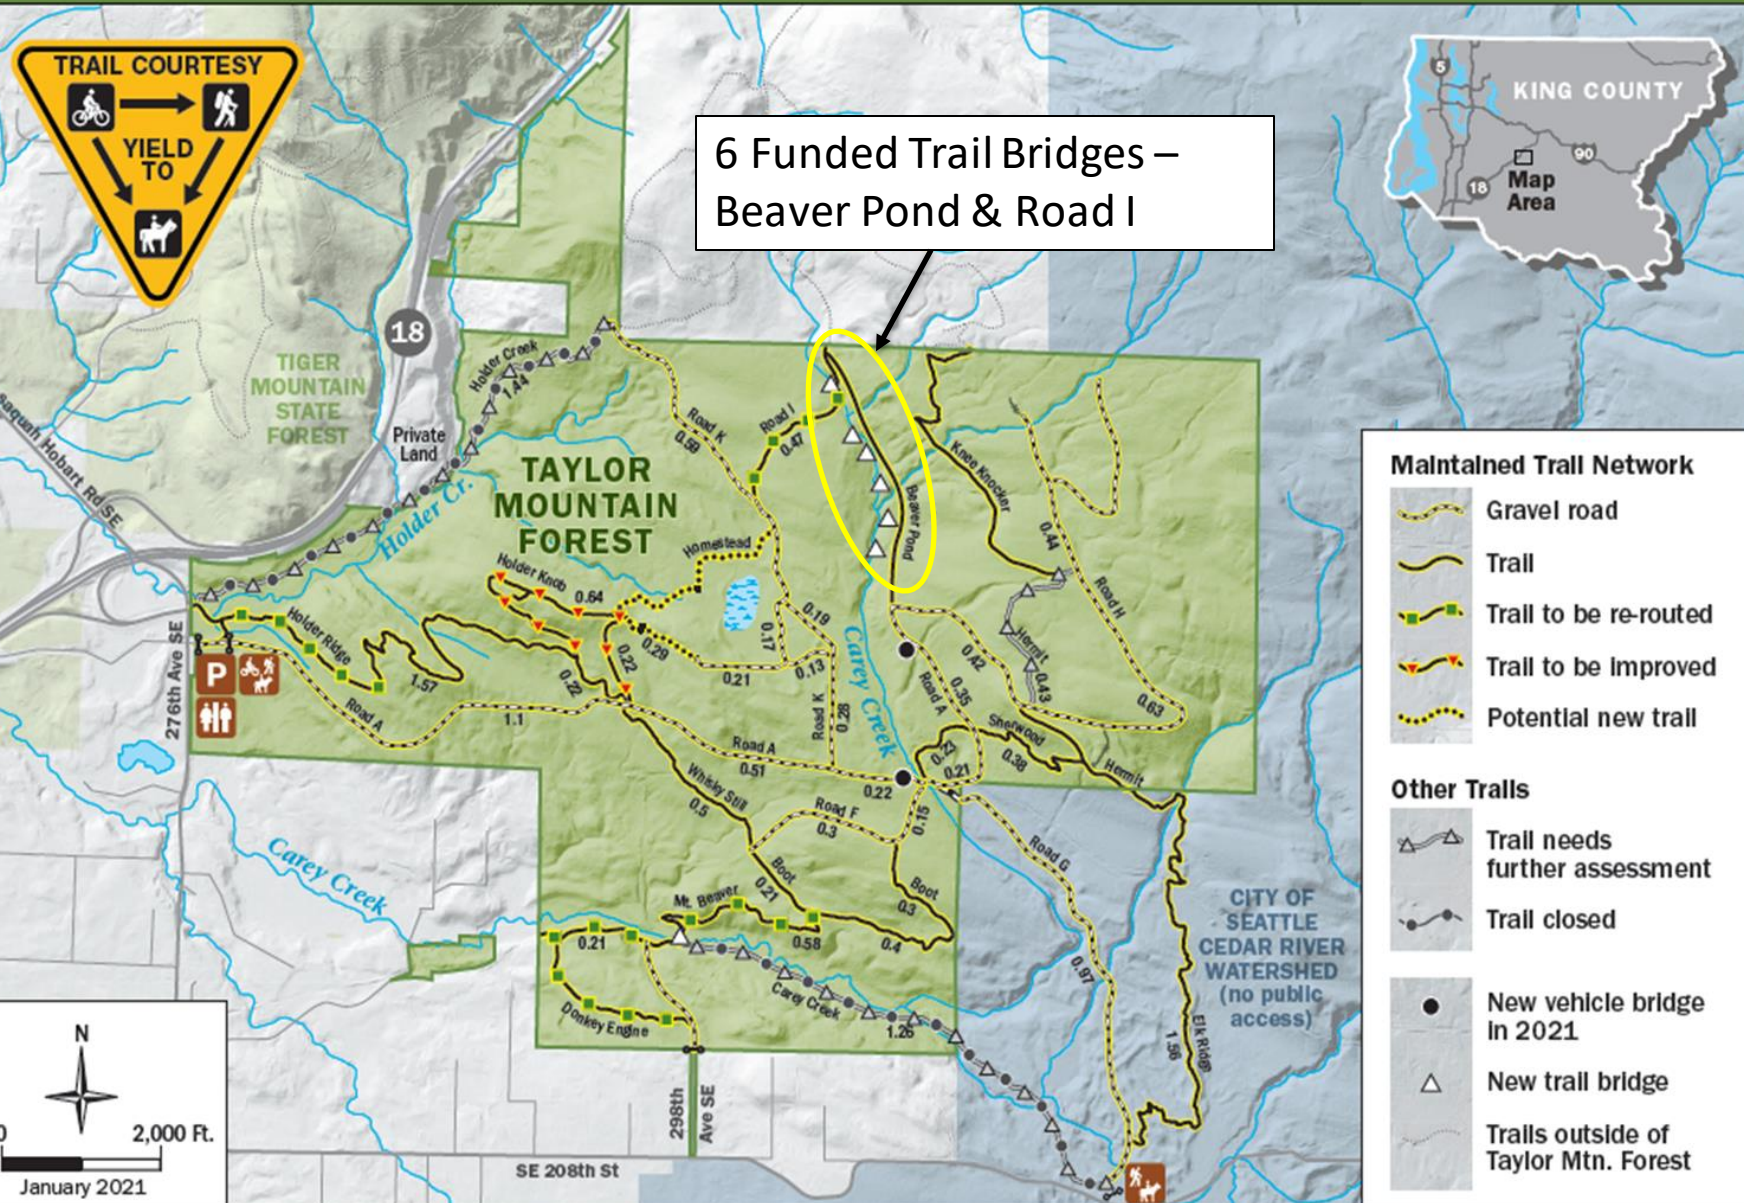 TRAIL COURTESY
YIELD
TO
6 Funded Trail Bridges –
Beaver Pond & Road I
5
KING COUNTY
90
18
Map
Area
18
TIGER
MOUNTAIN
STATE
FOREST
Private
Land
Hobart Rd SE
Holder Creek
1.44
Holder Cr.
TAYLOR
MOUNTAIN
FOREST
Road K
0.59
Road I
0.47
Beaver Pond
Knee Knocker
0.44
Road H
Homestead
Holder Knob
0.64
0.29
0.22
0.22
0.19
0.17
0.13
0.21
Road K
0.28
Carey Creek
Road A
0.35
0.42
Hermit
0.43
0.63
Holder Ridge
1.57
276th Ave SE
P
Road A
1.1
Road A
0.51
0.22
0.23
0.21
Sherwood
0.38
Hermit
Whisky Still
0.5
Road F
0.3
0.15
Road G
0.97
Boot
0.21
Boot
0.3
0.4
Mt. Beaver
0.58
0.21
Donkey Engine
Carey Creek
Carey Creek
1.26
Elk Ridge
1.56
CITY OF
SEATTLE
CEDAR RIVER
WATERSHED
(no public
access)
298th
Ave SE
SE 208th St
N
0
2,000 Ft.
January 2021
Maintained Trail Network
Gravel road
Trail
Trail to be re-routed
Trail to be improved
Potential new trail
Other Trails
Trail needs
further assessment
Trail closed
New vehicle bridge
in 2021
New trail bridge
Trails outside of
Taylor Mtn. Forest